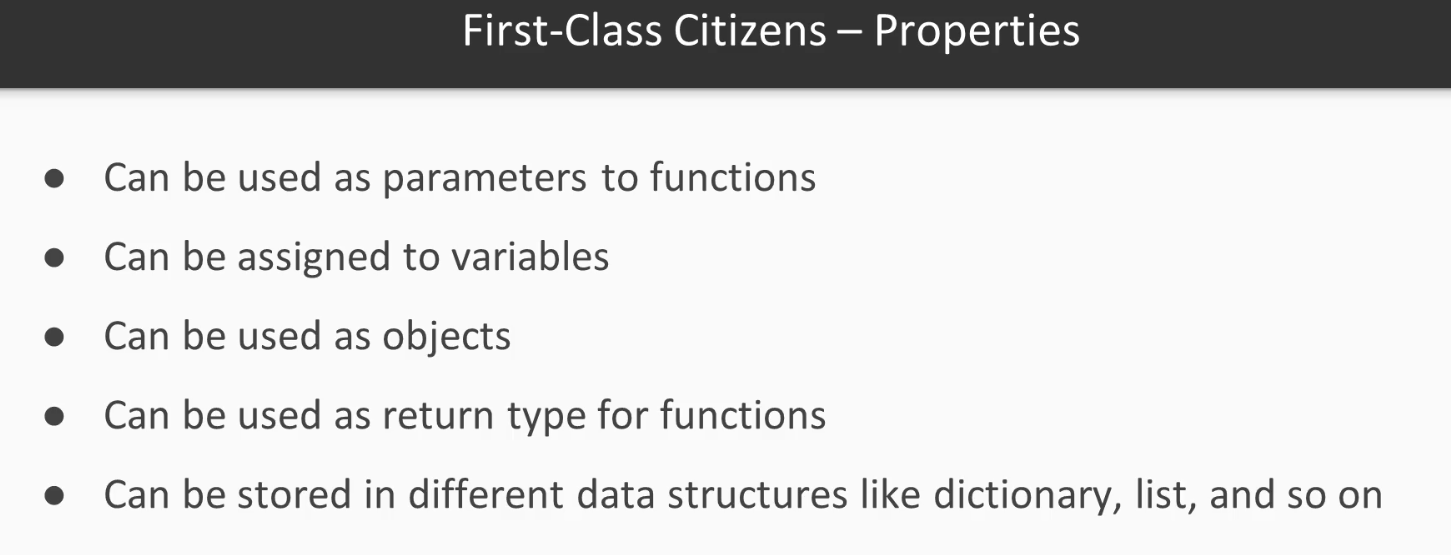 First-Class Citizens – Properties
● Can be used as parameters to functions
● Can be assigned to variables
● Can be used as objects
● Can be used as return type for functions
● Can be stored in different data structures like dictionary, list, and so on